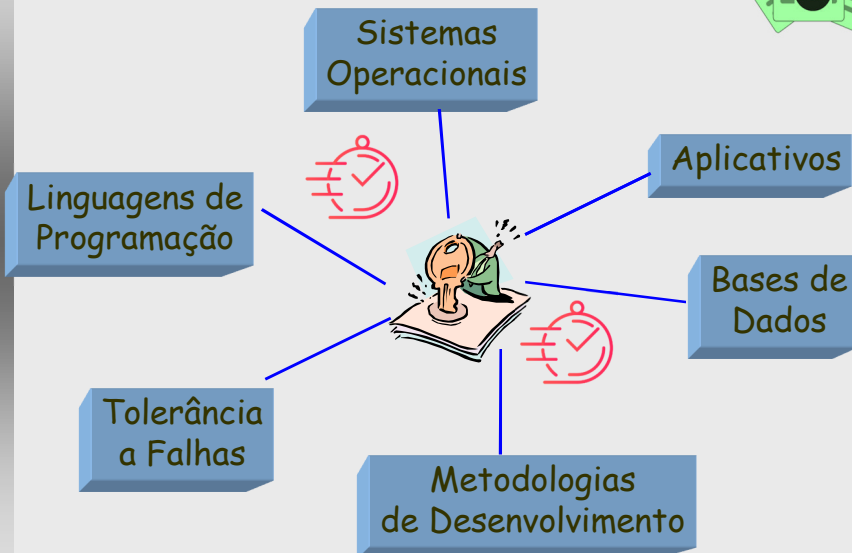 Sistemas
Operacionais
Aplicativos
Linguagens de
Programação
Bases de
Dados
Tolerância
a Falhas
Metodologias
de Desenvolvimento